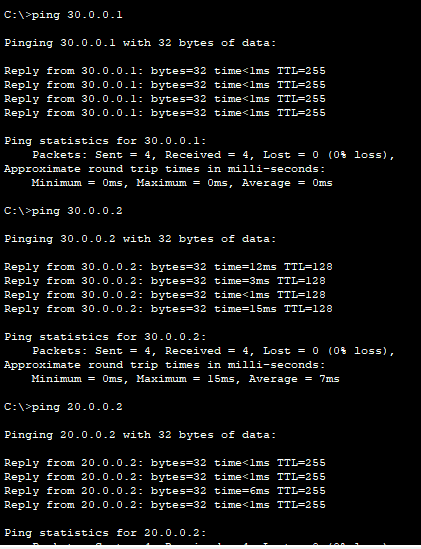 C:\>ping 30.0.0.1
Pinging 30.0.0.1 with 32 bytes of data:
Reply from 30.0.0.1: bytes=32 time<1ms TTL=255
Reply from 30.0.0.1: bytes=32 time<1ms TTL=255
Reply from 30.0.0.1: bytes=32 time<1ms TTL=255
Reply from 30.0.0.1: bytes=32 time<1ms TTL=255
Ping statistics for 30.0.0.1:
Packets: Sent = 4, Received = 4, Lost = 0 (0% loss),
Approximate round trip times in milli-seconds:
Minimum = 0ms, Maximum = 0ms, Average = 0ms
C:\>ping 30.0.0.2
Pinging 30.0.0.2 with 32 bytes of data:
Reply from 30.0.0.2: bytes=32 time=12ms TTL=128
Reply from 30.0.0.2: bytes=32 time=3ms TTL=128
Reply from 30.0.0.2: bytes=32 time<1ms TTL=128
Reply from 30.0.0.2: bytes=32 time=15ms TTL=128
Ping statistics for 30.0.0.2:
Packets: Sent = 4, Received = 4, Lost = 0 (0% loss),
Approximate round trip times in milli-seconds:
Minimum = 0ms, Maximum = 15ms, Average = 7ms
C:\>ping 20.0.0.2
Pinging 20.0.0.2 with 32 bytes of data:
Reply from 20.0.0.2: bytes=32 time<1ms TTL=255
Reply from 20.0.0.2: bytes=32 time<1ms TTL=255
Reply from 20.0.0.2: bytes=32 time=6ms TTL=255
Reply from 20.0.0.2: bytes=32 time<1ms TTL=255
Ping statistics for 20.0.0.2: